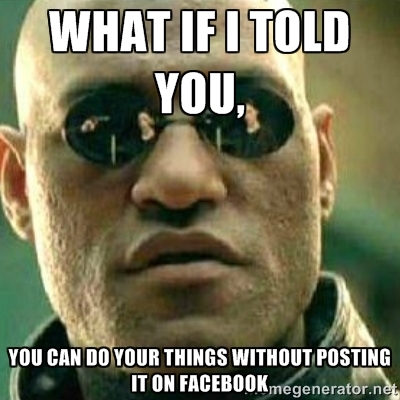 WHAT IF I TOLD
YOU,
YOU CAN DO YOUR THINGS WITHOUT POSTING
IT ON FACEBOOK
memegenerator.net